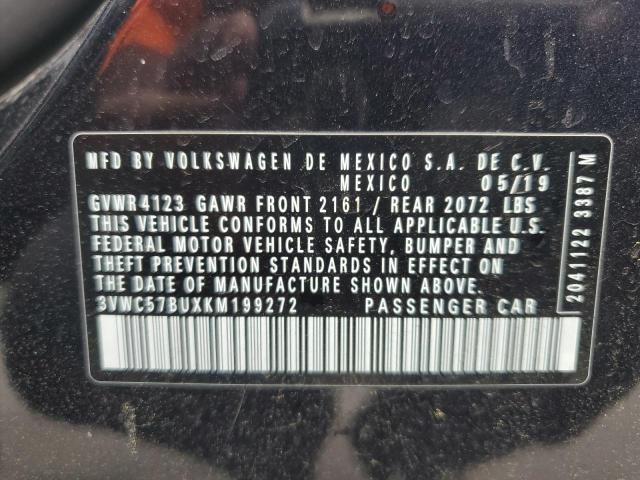 MFD BY VOLKSWAGEN DE MEXICO S.A. DE C.V.
MEXICO 05/19
GVWR4123 GAWR FRONT 2161 / REAR 2072 LBS
THIS VEHICLE CONFORMS TO ALL APPLICABLE U.S.
FEDERAL MOTOR VEHICLE SAFETY, BUMPER AND
THEFT PREVENTION STANDARDS IN EFFECT ON
THE DATE OF MANUFACTURE SHOWN ABOVE.
3VWC57BUXKM199272 PASSENGER CAR
2041122 3387 M